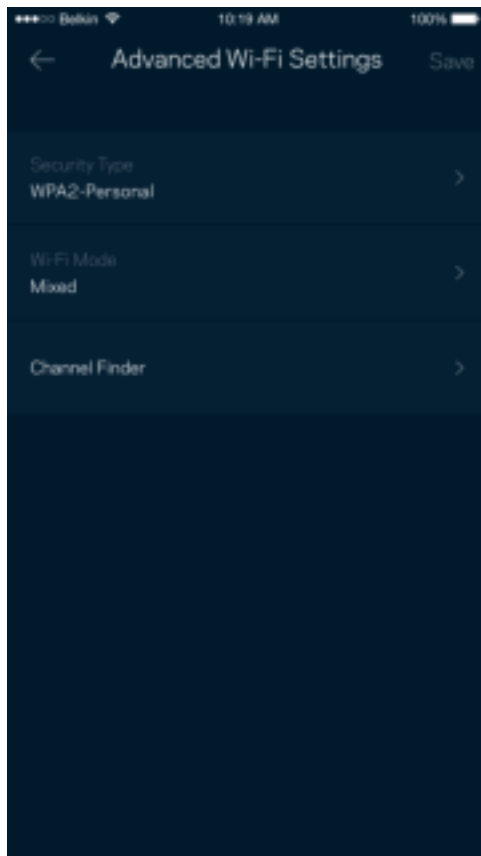 Belkin 10:19 AM 100%
Advanced Wi-Fi Settings Save
Security Type
WPA2-Personal
Wi-Fi Mode
Mixed
Channel Finder